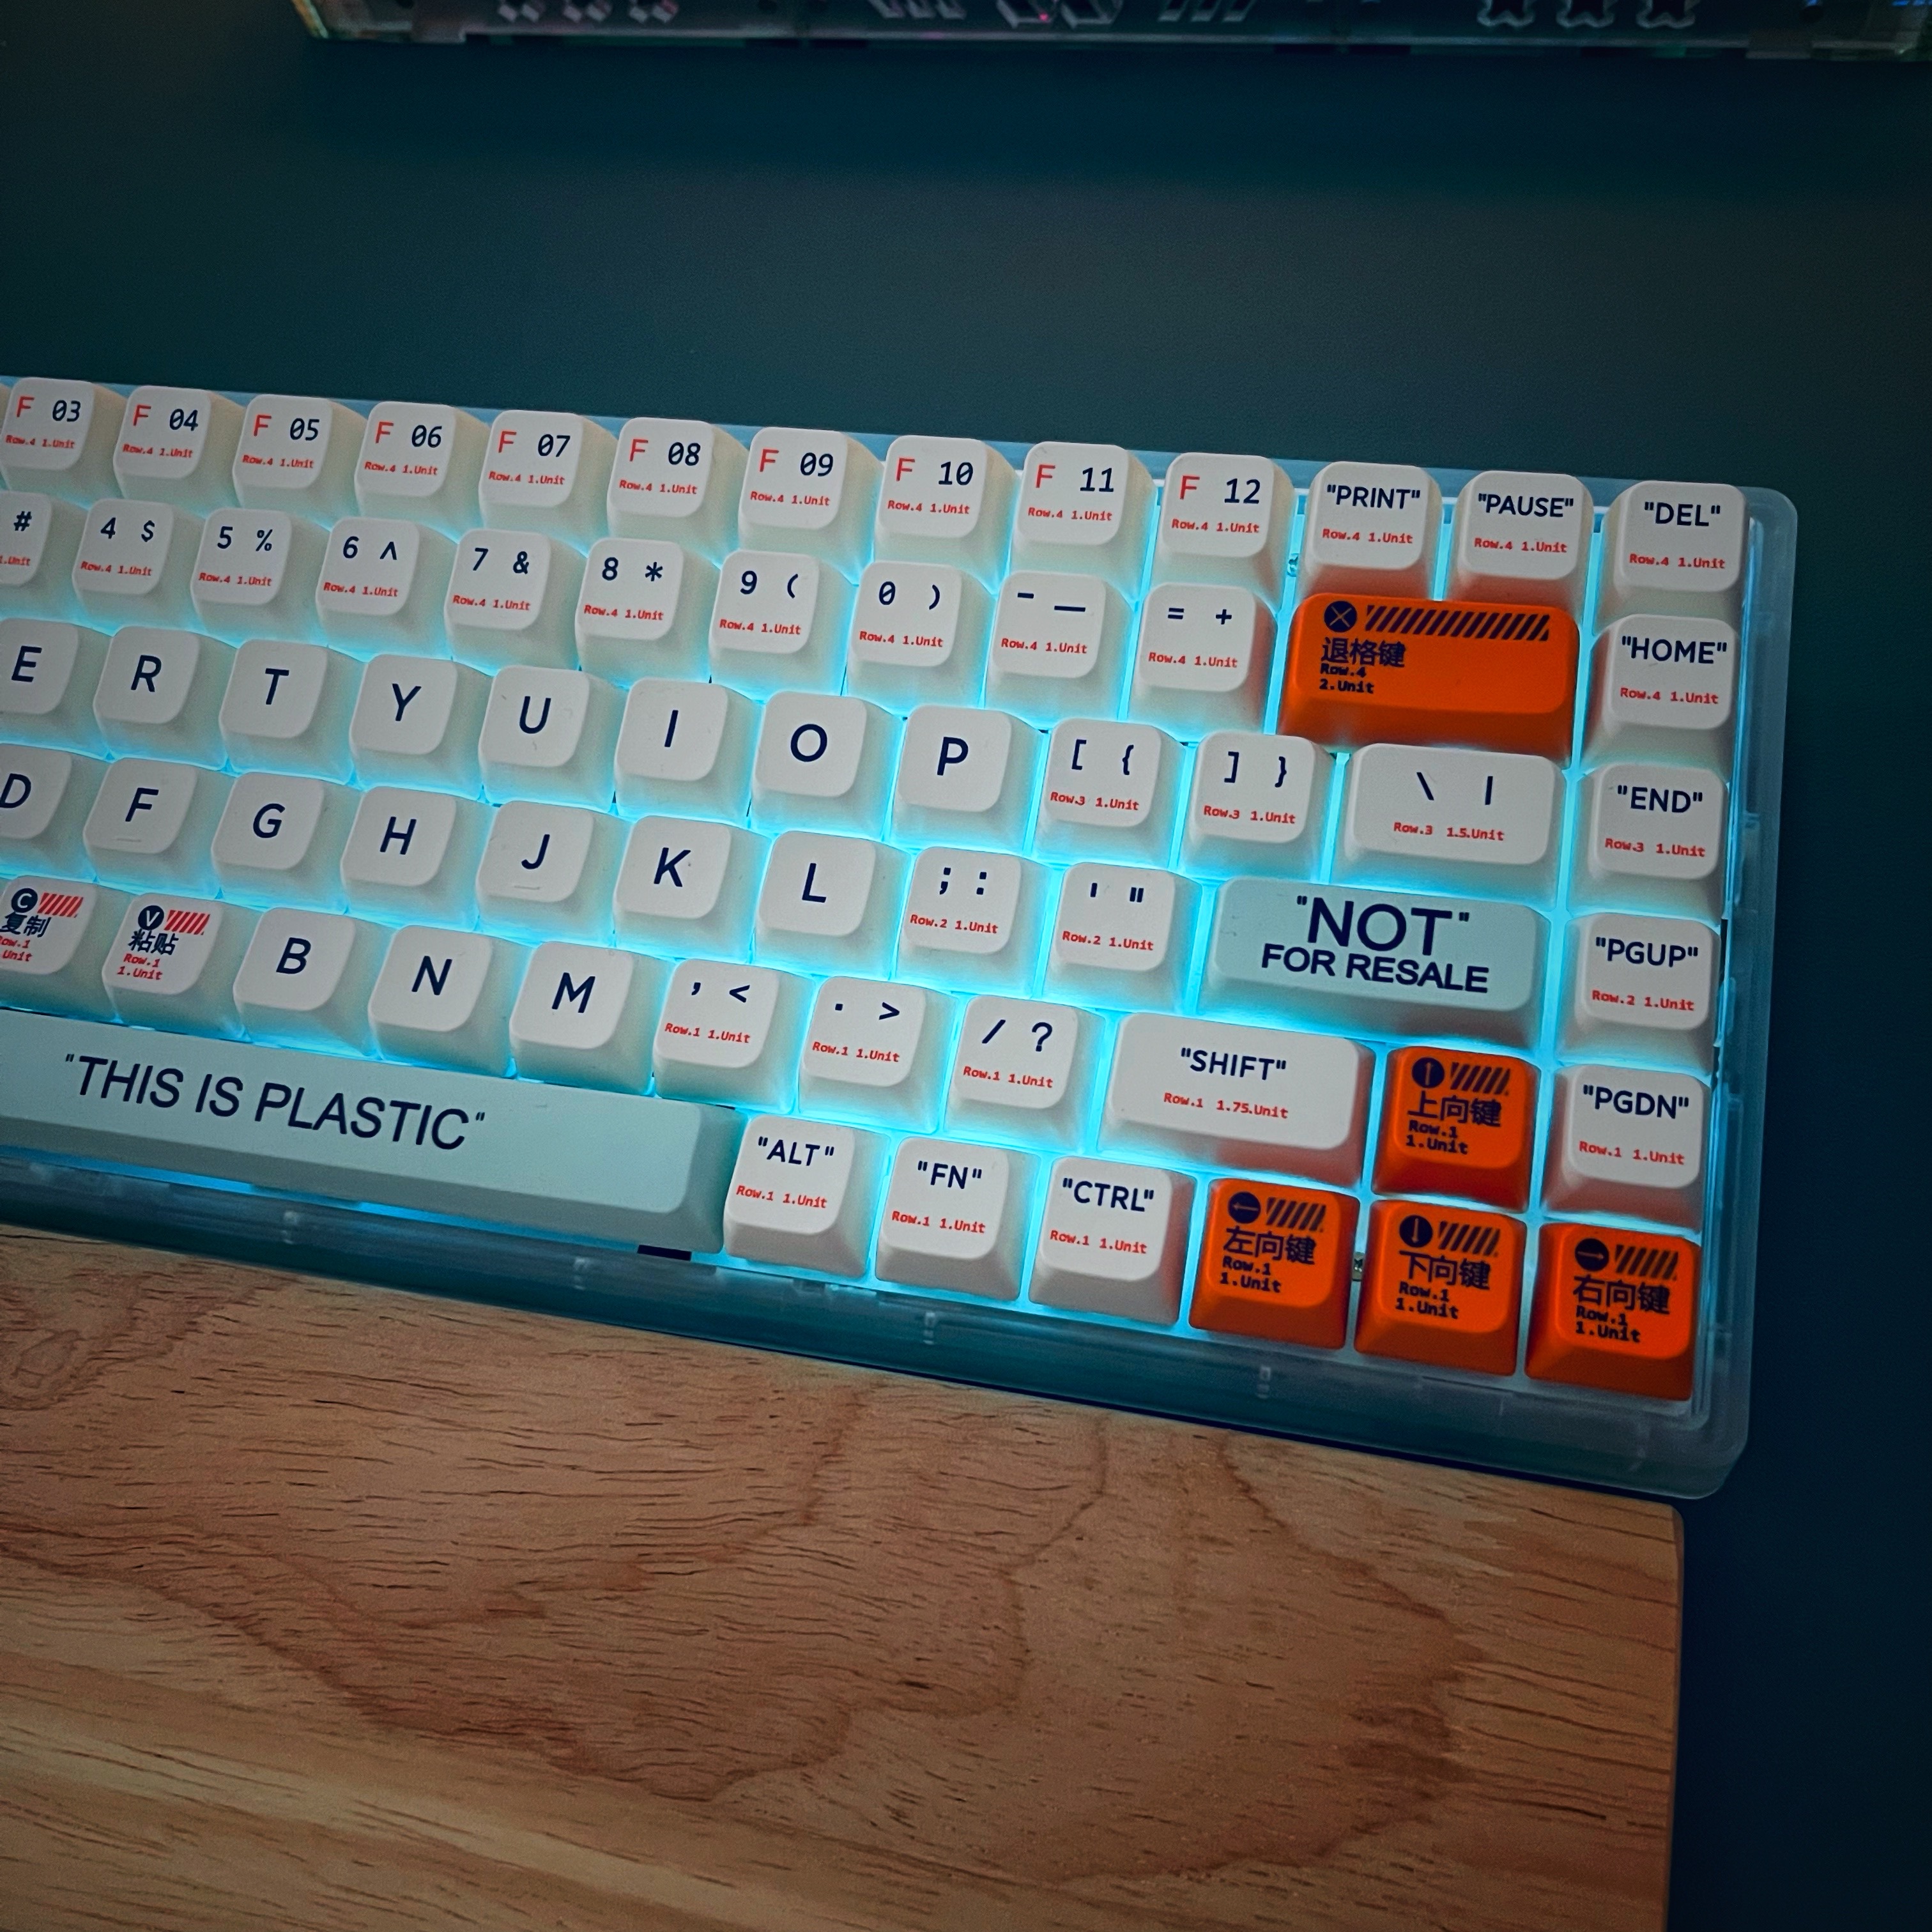 F 03
Row.4 1.Unit
F 04
Row.4 1.Unit
F 05
Row.4 1.Unit
F 06
Row.4 1.Unit
F 07
Row.4 1.Unit
F 08
Row.4 1.Unit
F 09
Row.4 1.Unit
F 10
Row.4 1.Unit
F 11
Row.4 1.Unit
F 12
Row.4 1.Unit
"PRINT"
Row.4 1.Unit
"PAUSE"
Row.4 1.Unit
"DEL"
Row.4 1.Unit
#
1.Unit
4 $
Row.4 1.Unit
5 %
Row.4 1.Unit
6 ^
Row.4 1.Unit
7 &
Row.4 1.Unit
8 *
Row.4 1.Unit
9 (
Row.4 1.Unit
0 )
Row.4 1.Unit
- _
Row.4 1.Unit
= +
Row.4 1.Unit
退格键
Row.4
2.Unit
"HOME"
Row.4 1.Unit
E
R
T
Y
U
I
O
P
[ {
Row.3 1.Unit
] }
Row.3 1.Unit
\ |
Row.3 1.5.Unit
"END"
Row.3 1.Unit
D
F
G
H
J
K
L
; :
Row.2 1.Unit
' "
Row.2 1.Unit
"NOT"
FOR RESALE
"PGUP"
Row.2 1.Unit
C
复制
Row.1
Unit
V
粘贴
Row.1
1.Unit
B
N
M
, <
Row.1 1.Unit
. >
Row.1 1.Unit
/ ?
Row.1 1.Unit
"SHIFT"
Row.1 1.75.Unit
↑
上向键
Row.1
1.Unit
"PGDN"
Row.1 1.Unit
"THIS IS PLASTIC"
"ALT"
Row.1 1.Unit
"FN"
Row.1 1.Unit
"CTRL"
Row.1 1.Unit
←
左向键
Row.1
1.Unit
↓
下向键
Row.1
1.Unit
→
右向键
Row.1
1.Unit